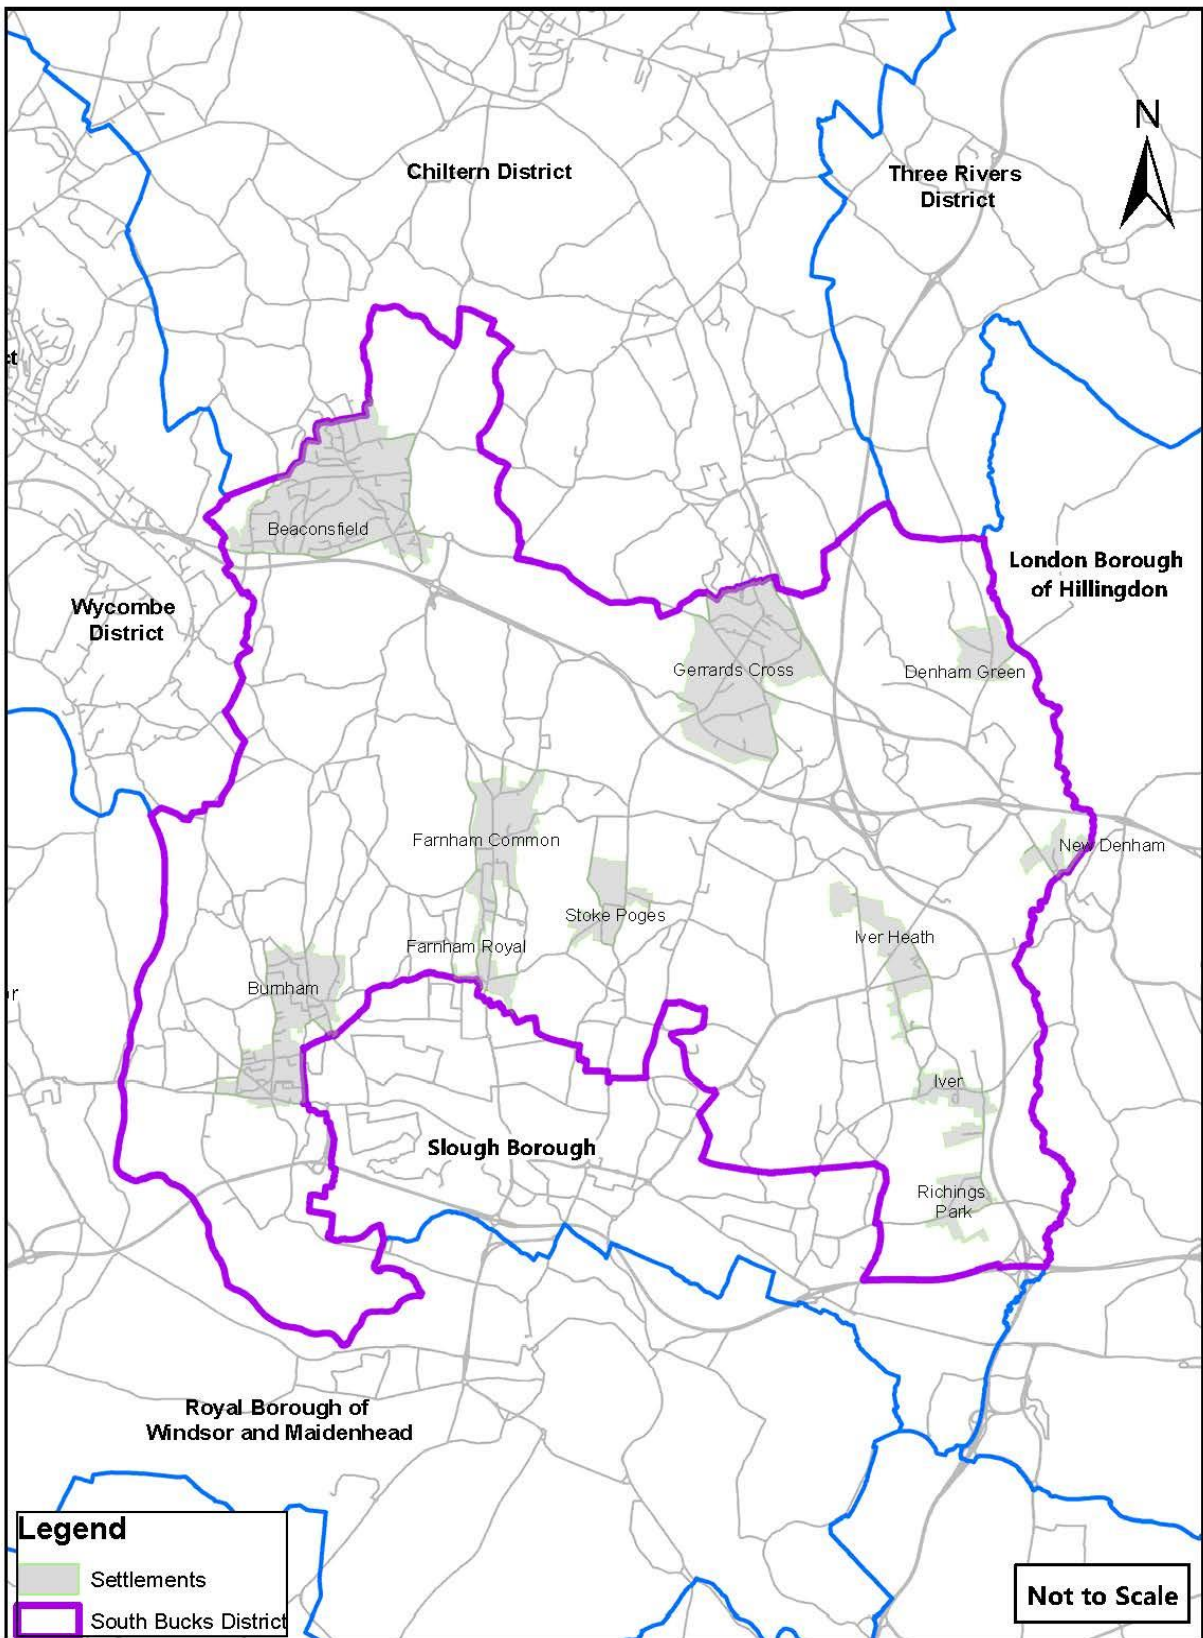 N
Chiltern District
Three Rivers
District
ct
Beaconsfield
London Borough
of Hillingdon
Wycombe
District
Gerrards Cross
Denham Green
Farnham Common
New Denham
Stoke Poges
Iver Heath
Farnham Royal
Burnham
or
Iver
Slough Borough
Richings
Park
Royal Borough of
Windsor and Maidenhead
Legend
Settlements
South Bucks District
Not to Scale